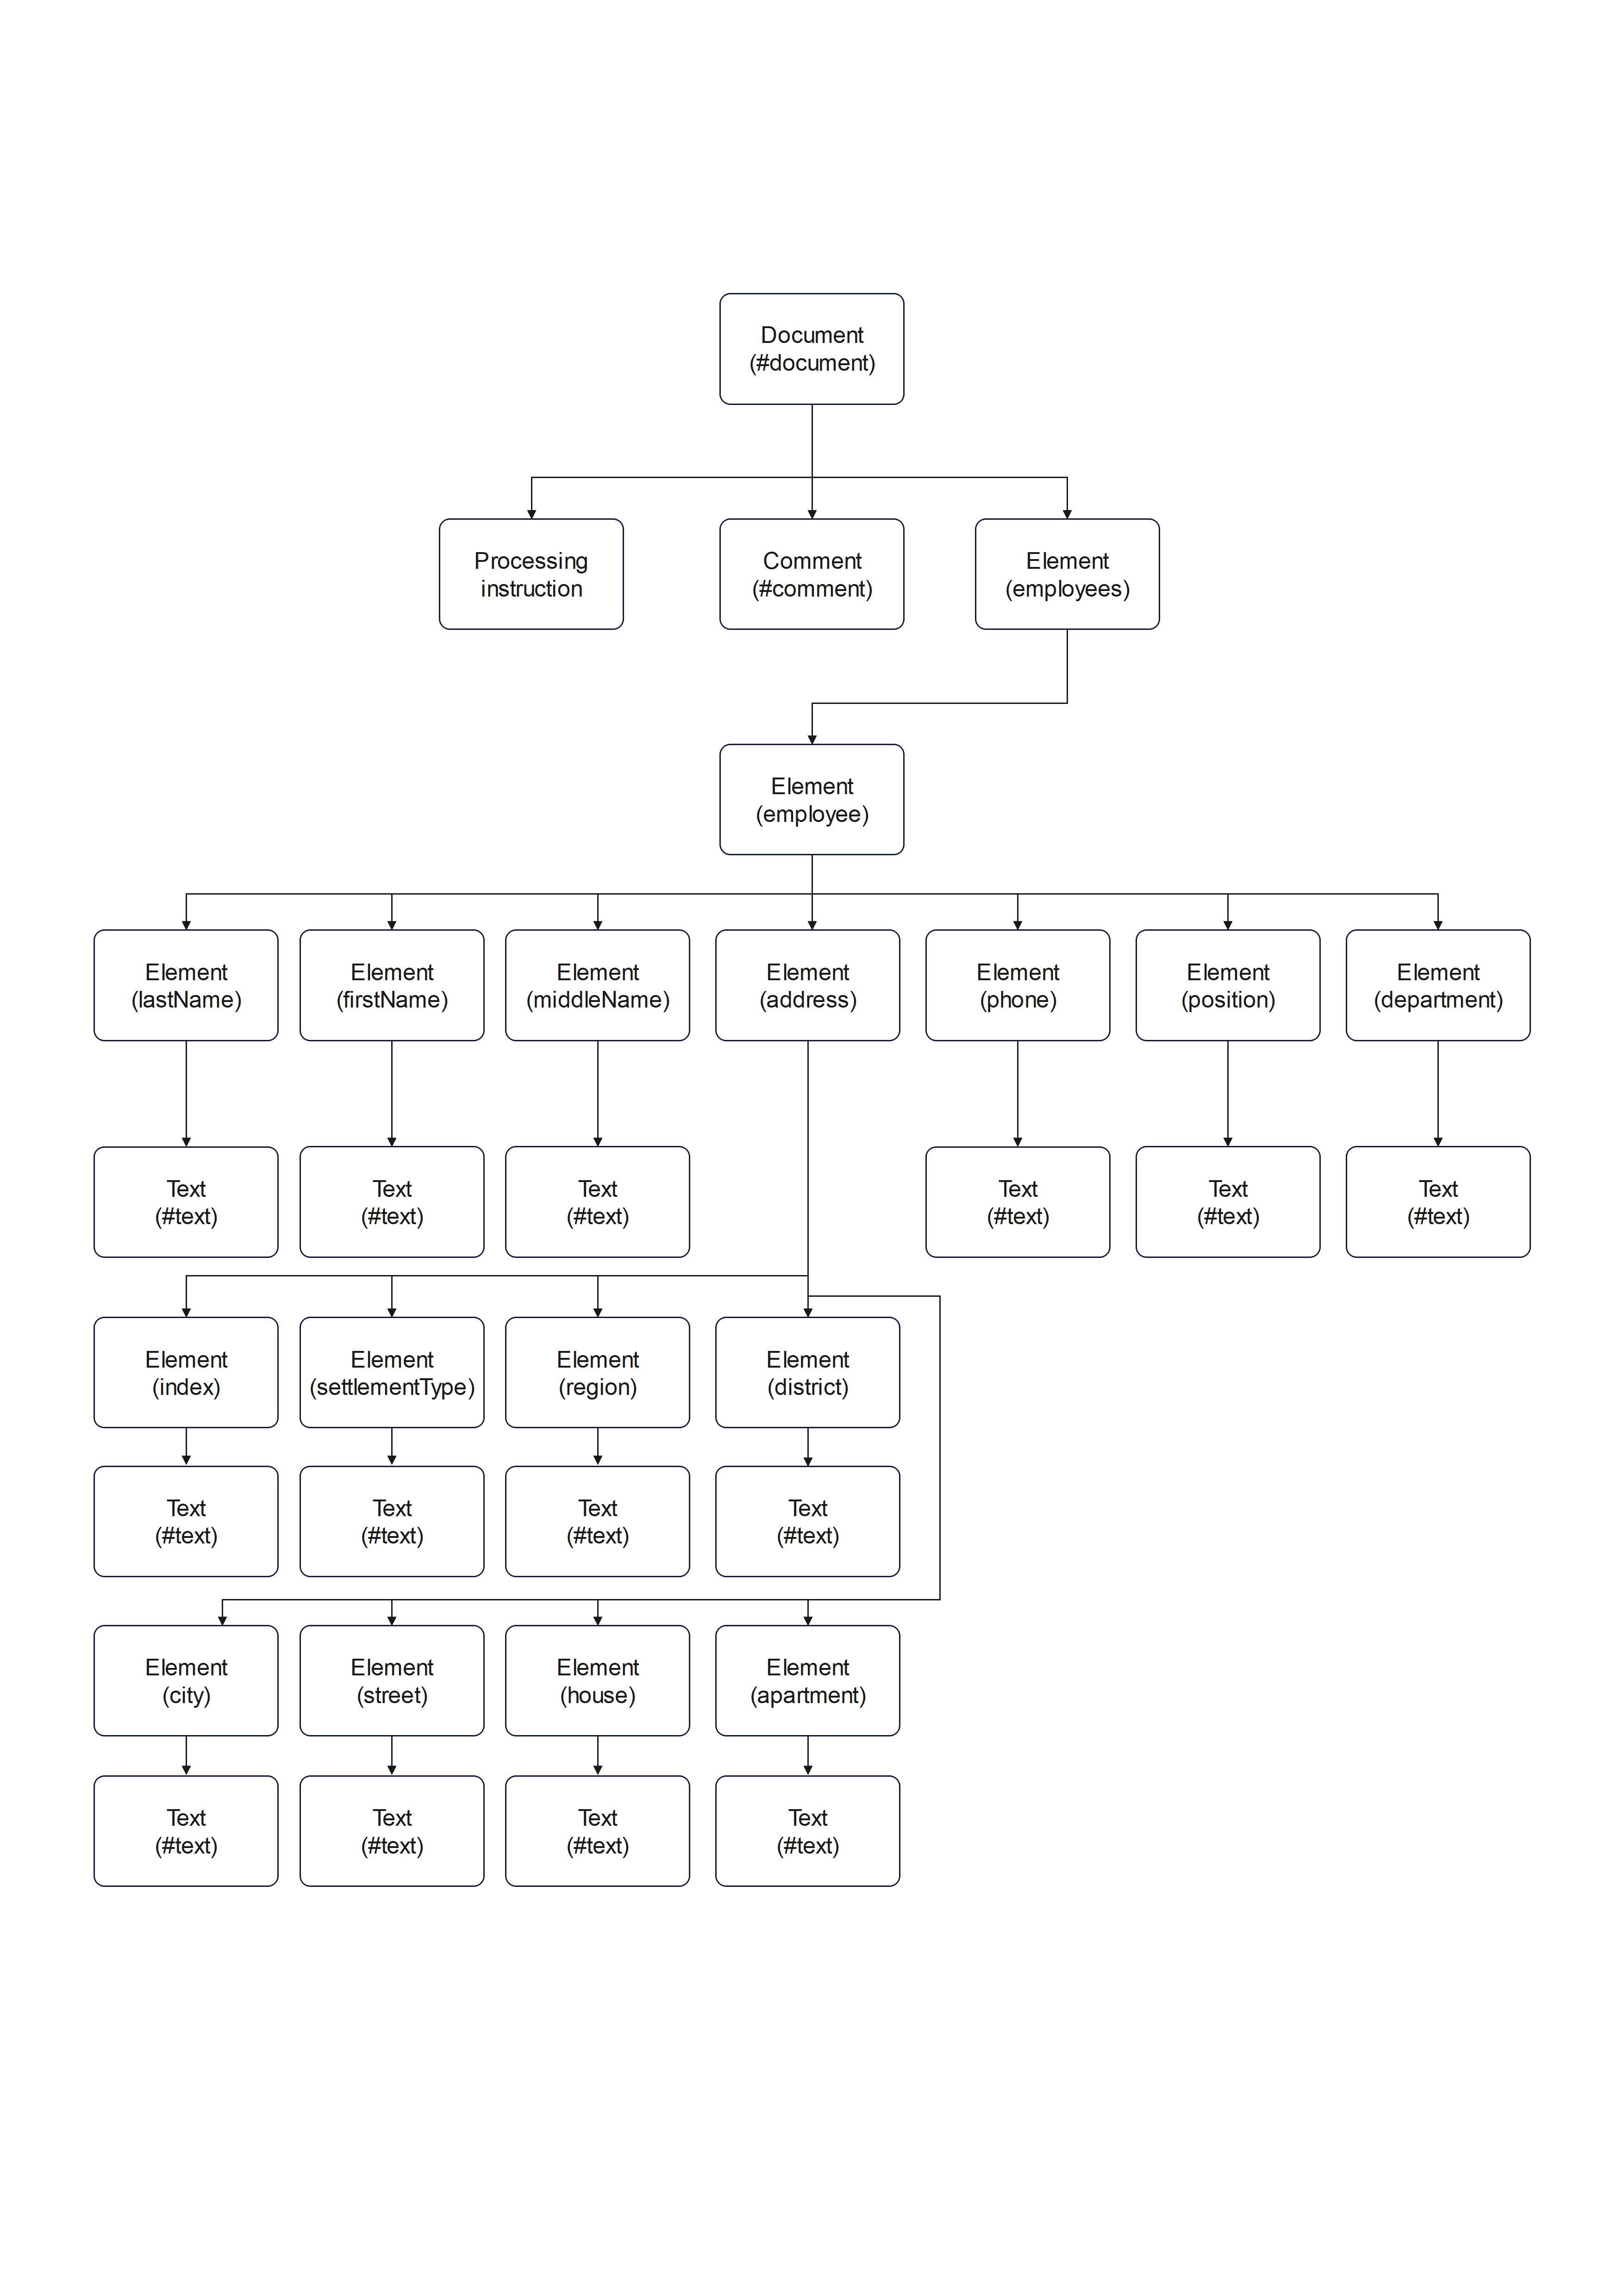 Document
(#document)
Processing
instruction
Comment
(#comment)
Element
(employees)
Element
(employee)
Element
(lastName)
Element
(firstName)
Element
(middleName)
Element
(address)
Element
(phone)
Element
(position)
Element
(department)
Text
(#text)
Text
(#text)
Text
(#text)
Text
(#text)
Text
(#text)
Text
(#text)
Element
(index)
Element
(settlementType)
Element
(region)
Element
(district)
Text
(#text)
Text
(#text)
Text
(#text)
Text
(#text)
Element
(city)
Element
(street)
Element
(house)
Element
(apartment)
Text
(#text)
Text
(#text)
Text
(#text)
Text
(#text)